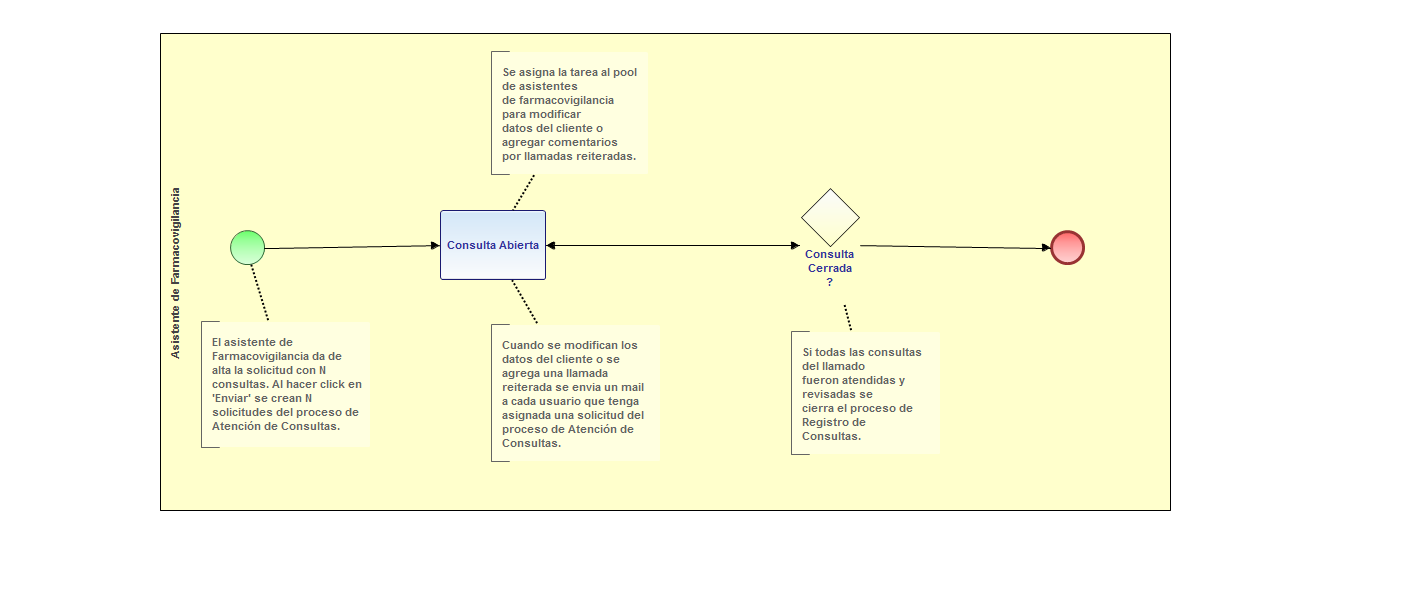 Asistente de Farmacovigilancia
Se asigna la tarea al pool
de asistentes
de farmacovigilancia
para modificar
datos del cliente o
agregar comentarios
por llamadas reiteradas.
Consulta Abierta
Consulta
Cerrada
?
El asistente de
Farmacovigilancia da de
alta la solicitud con N
consultas. Al hacer click en
'Enviar' se crean N
solicitudes del proceso de
Atención de Consultas.
Cuando se modifican los
datos del cliente o se
agrega una llamada
reiterada se envia un mail
a cada usuario que tenga
asignada una solicitud del
proceso de Atención de
Consultas.
Si todas las consultas
del llamado
fueron atendidas y
revisadas se
cierra el proceso de
Registro de
Consultas.